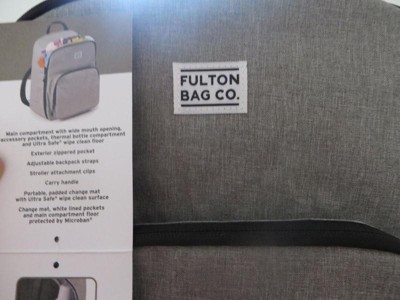 FULTON
BAG CO.
Main compartment with wide mouth opening,
accessory pockets, thermal bottle compartment
and Ultra Safe® wipe clean floor
Exterior zippered pocket
Adjustable backpack straps
Stroller attachment clips
Carry handle
Portable, padded change mat
with Ultra Safe® wipe clean surface
Change mat, white lined pockets
and main compartment floor
protected by Microban®